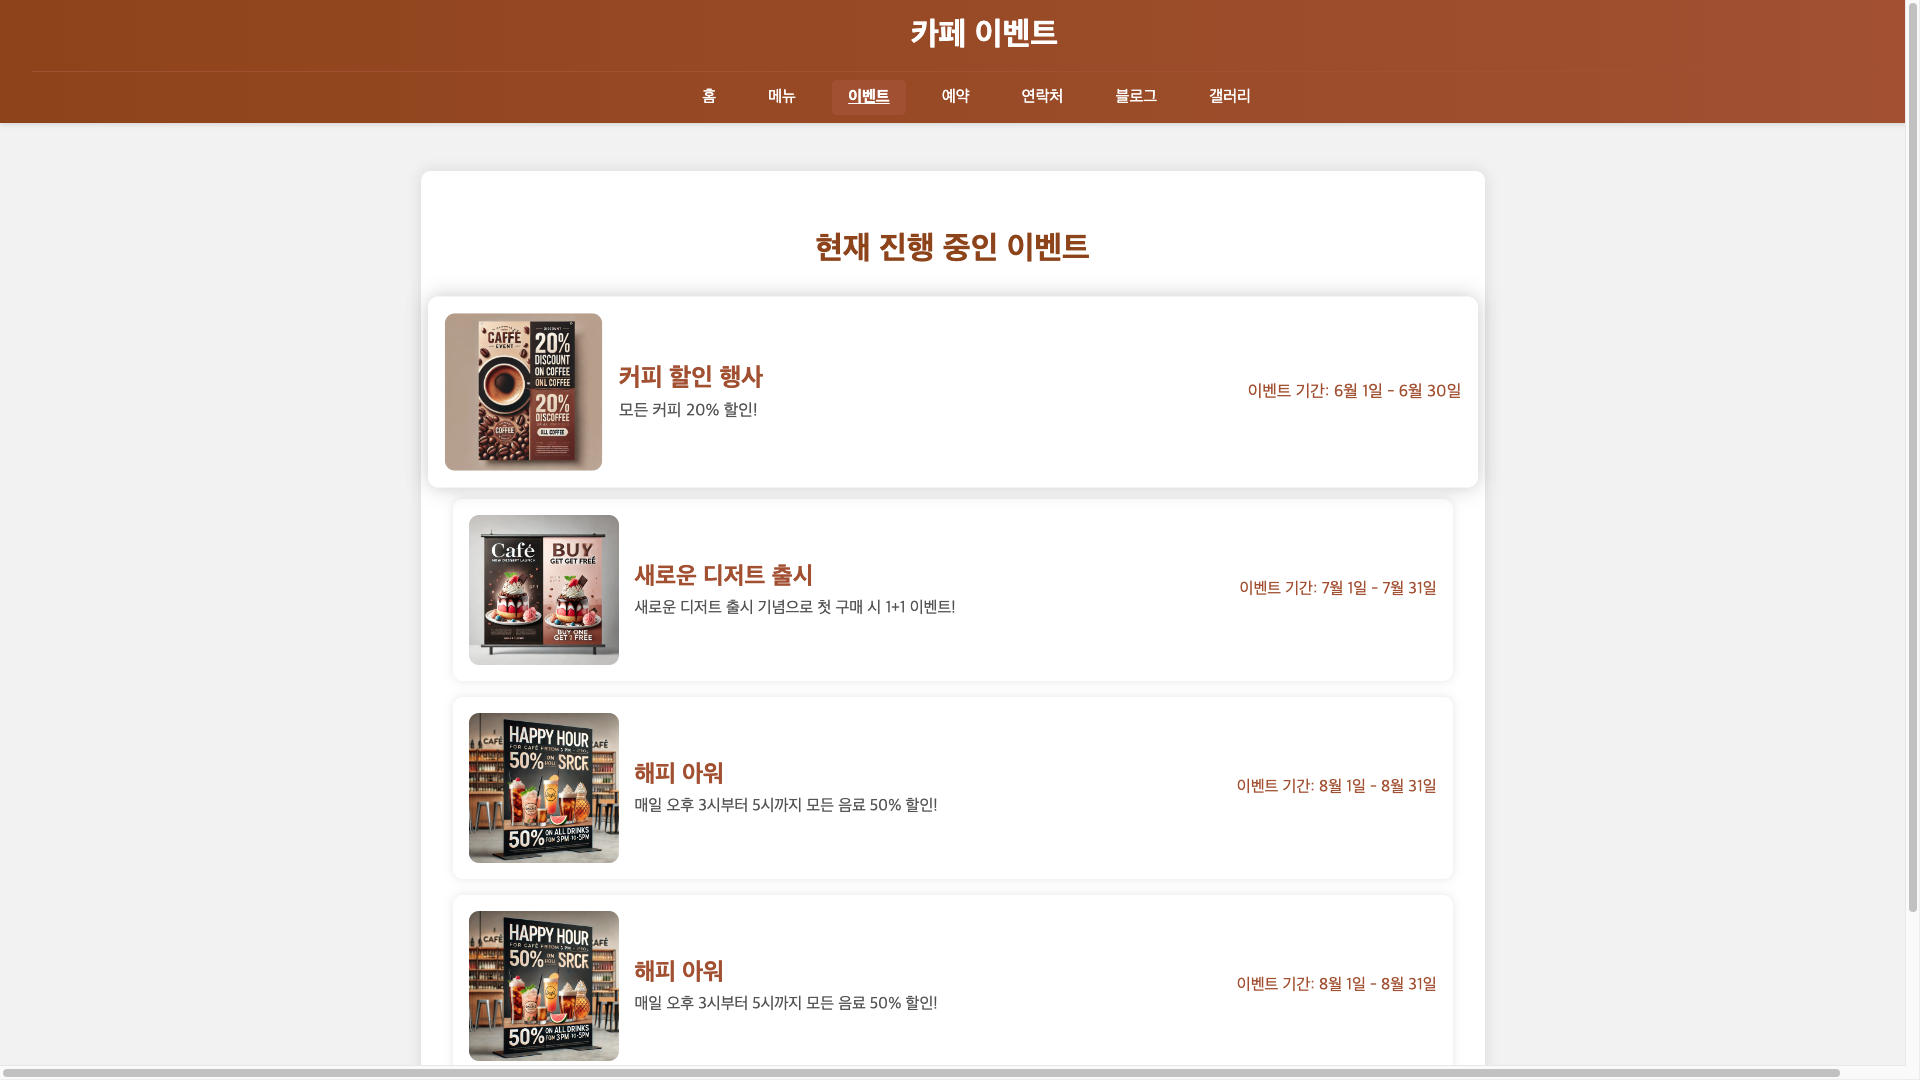 카페 이벤트
홈 메뉴 이벤트 예약 연락처 블로그 갤러리
현재 진행 중인 이벤트
CAFFÉ
EVENT
DISCOUNT
20%
DISCOUNT
ON COFFEE
ONL COFFEE
20%
DISCOFFEE
ALL COFFEE
COFFEE
커피 할인 행사
모든 커피 20% 할인!
이벤트 기간: 6월 1일 - 6월 30일
Café
BUY
GET GET FREE
BUY ONE
GET 1 FREE
새로운 디저트 출시
새로운 디저트 출시 기념으로 첫 구매 시 1+1 이벤트!
이벤트 기간: 7월 1일 - 7월 31일
CAFÉ
HAPPY HOUR
50% SRCF
50% ON ALL DRINKS
해피 아워
매일 오후 3시부터 5시까지 모든 음료 50% 할인!
이벤트 기간: 8월 1일 - 8월 31일
CAFÉ
HAPPY HOUR
50% SRCF
50% ON ALL DRINKS
해피 아워
매일 오후 3시부터 5시까지 모든 음료 50% 할인!
이벤트 기간: 8월 1일 - 8월 31일